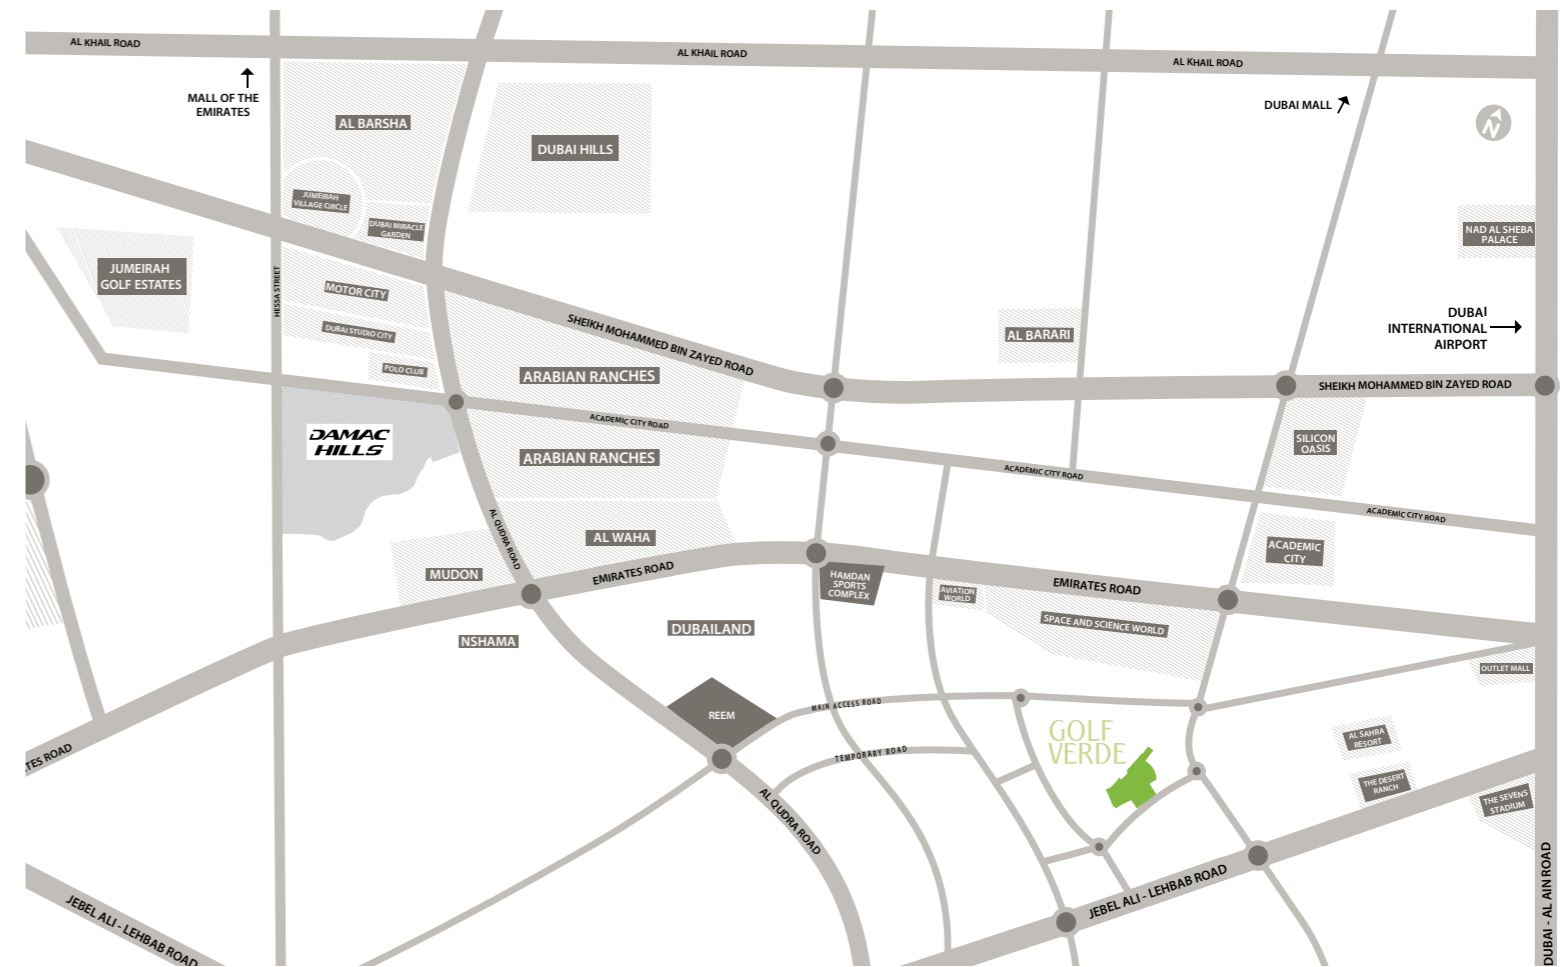 AL KHAIL ROAD
AL KHAIL ROAD
AL KHAIL ROAD
MALL OF THE
EMIRATES
DUBAI MALL
N
AL BARSHA
DUBAI HILLS
JUMEIRAH
VILLAGE CIRCLE
DUBAI MIRACLE
GARDEN
NAD AL SHEBA
PALACE
JUMEIRAH
GOLF ESTATES
HESSA STREET
MOTOR CITY
DUBAI STUDIO CITY
POLO CLUB
SHEIKH MOHAMMED BIN ZAYED ROAD
AL BARARI
DUBAI
INTERNATIONAL
AIRPORT
ARABIAN RANCHES
SHEIKH MOHAMMED BIN ZAYED ROAD
ACADEMIC CITY ROAD
DAMAC
HILLS
ARABIAN RANCHES
SILICON
OASIS
ACADEMIC CITY ROAD
ACADEMIC CITY ROAD
AL QUDRA ROAD
AL WAHA
ACADEMIC
CITY
MUDON
EMIRATES ROAD
HAMDAN
SPORTS
COMPLEX
AVIATION
WORLD
EMIRATES ROAD
SPACE AND SCIENCE WORLD
NSHAMA
DUBAILAND
OUTLET MALL
REEM
MAIN ACCESS ROAD
GOLF
VERDE
TEMPORARY ROAD
AL SAHRA
RESORT
THE DESERT
RANCH
THE SEVENS
STADIUM
TES ROAD
AL QUDRA ROAD
JEBEL ALI - LEHBAB ROAD
JEBEL ALI - LEHBAB ROAD
DUBAI - AL AIN ROAD